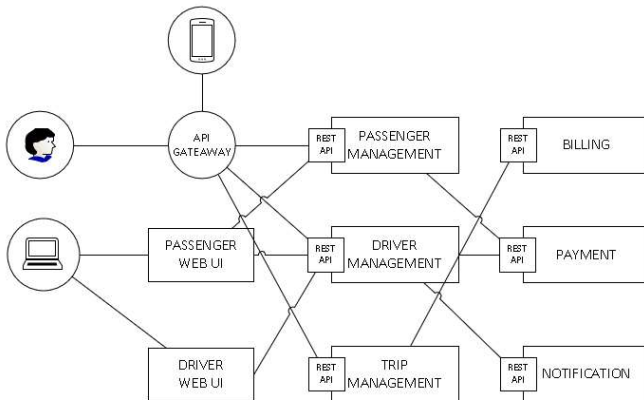 API
GATEAWAY
REST
API
PASSENGER
MANAGEMENT
REST
API
BILLING
PASSENGER
WEB UI
REST
API
DRIVER
MANAGEMENT
REST
API
PAYMENT
DRIVER
WEB UI
REST
API
TRIP
MANAGEMENT
REST
API
NOTIFICATION